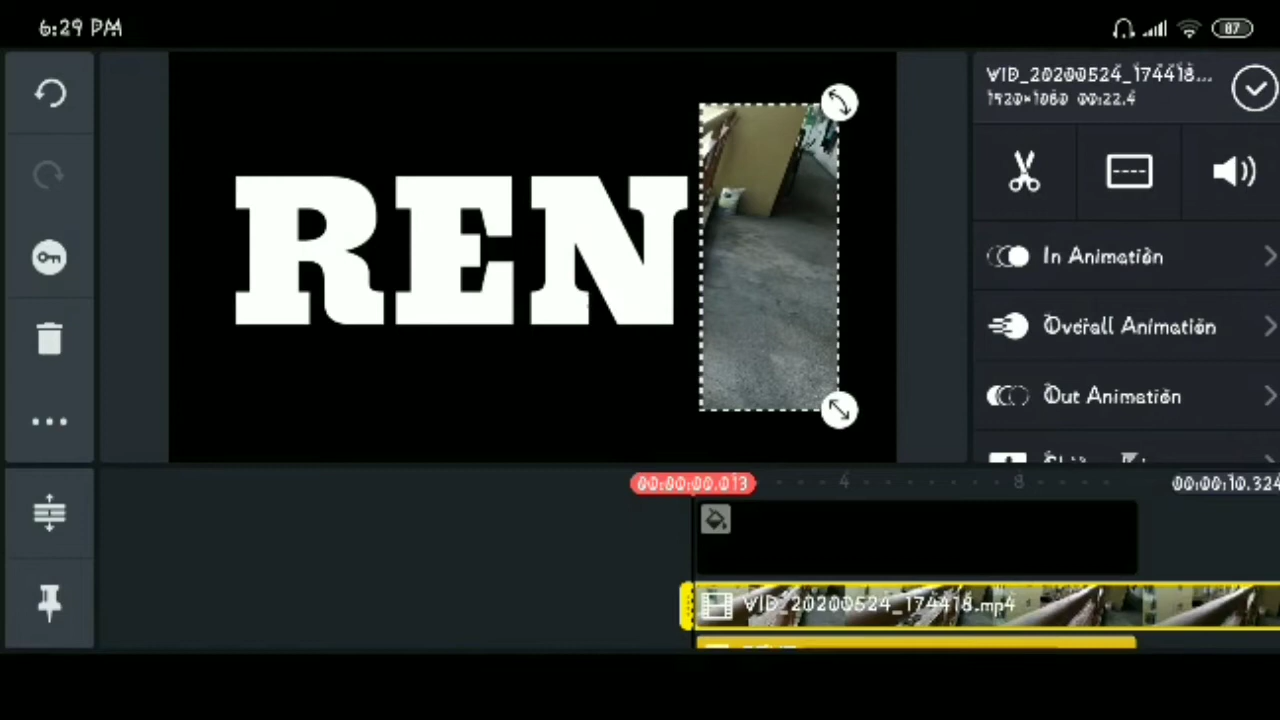 6:29 PM
87
REN
VID_20200524_174418...
1920×1080 00:22.4
In Animation
Overall Animation
Out Animation
00:00:00.013
4
8
00:00:10.324
VID_20200524_174418.mp4